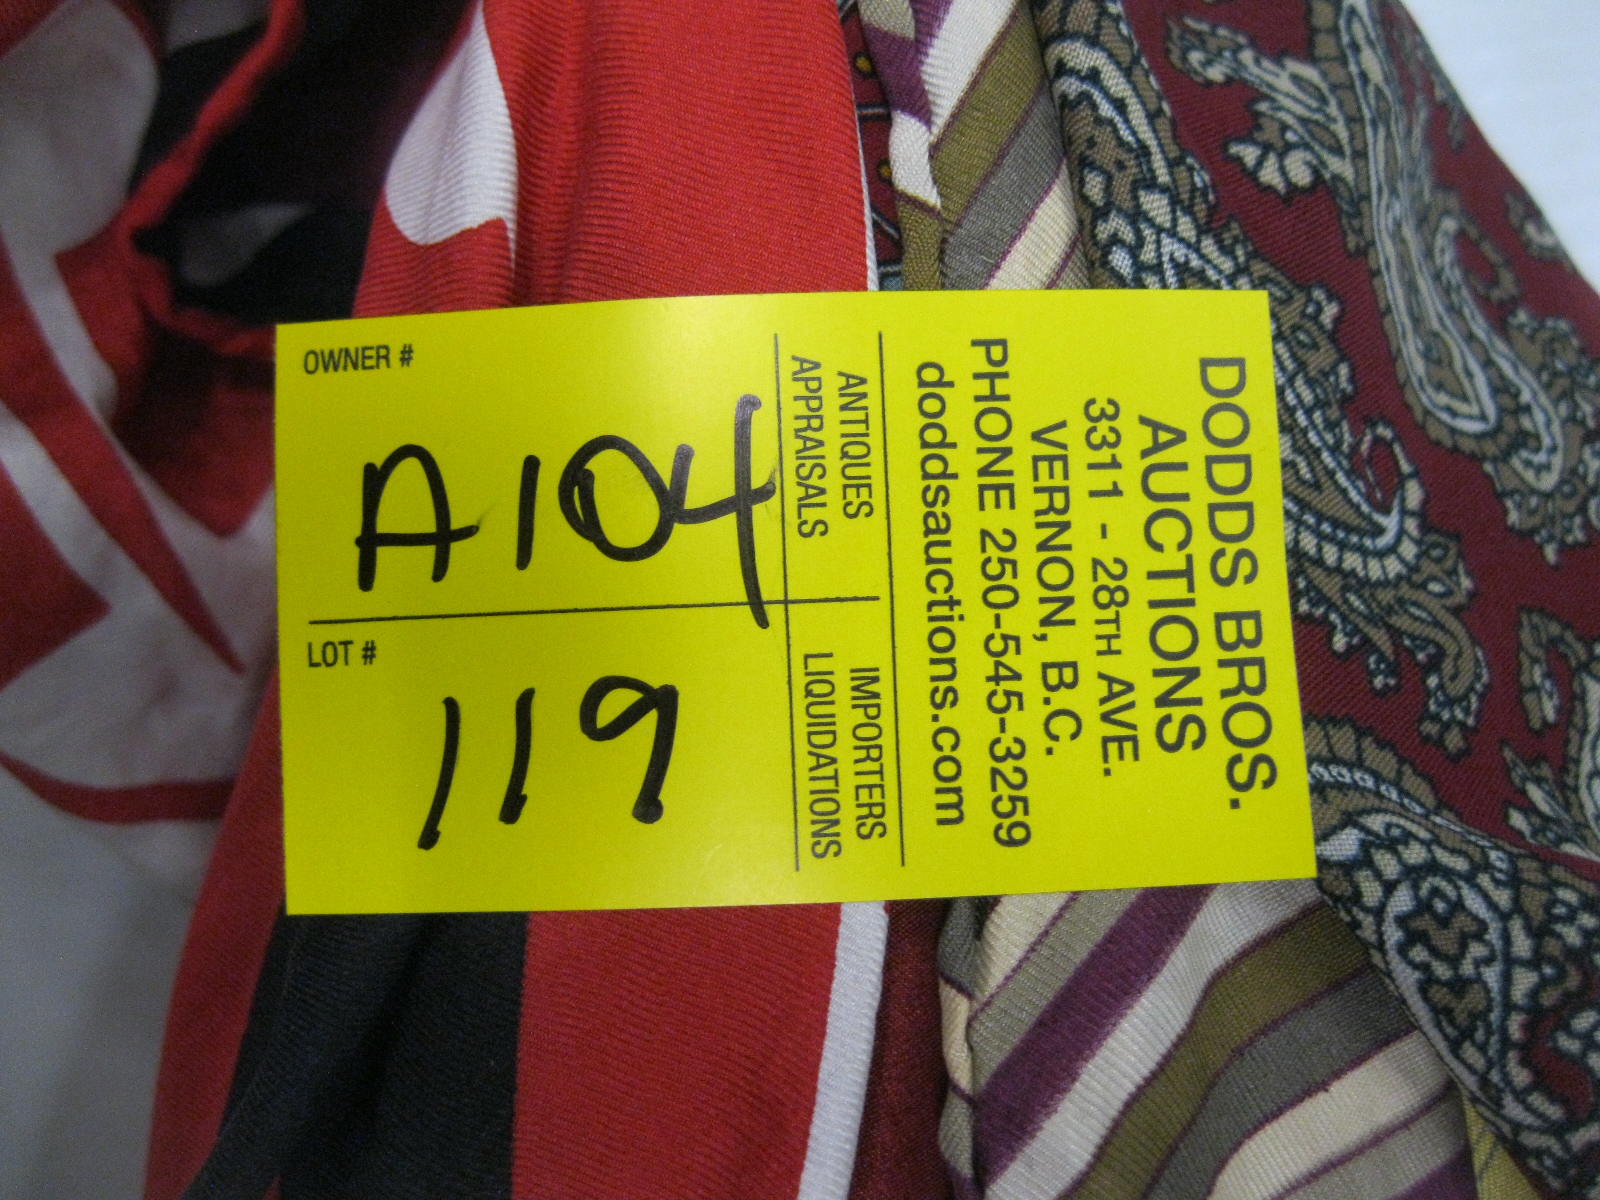 DODDS BROS.
AUCTIONS
3311 - 28TH AVE.
VERNON, B.C.
PHONE 250-545-3259
doddsauctions.com
ANTIQUES
APPRAISALS
IMPORTERS
LIQUIDATIONS
OWNER #
A104
LOT #
119